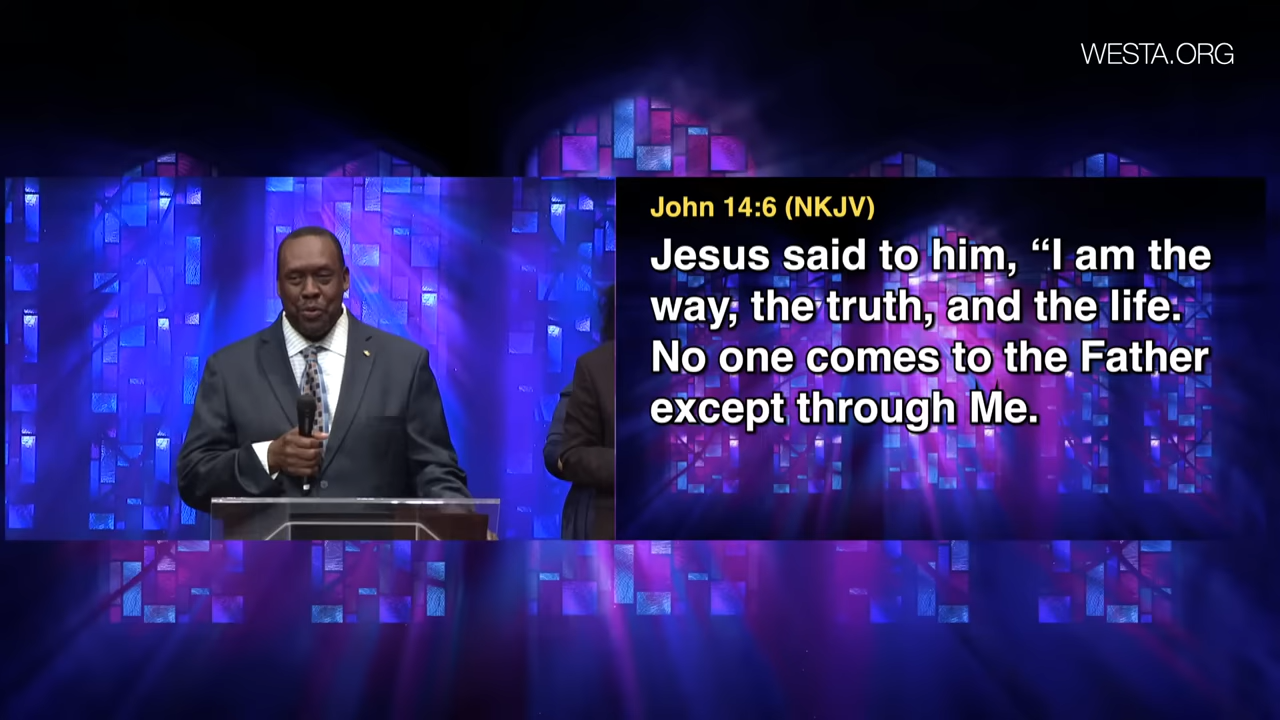 WESTA.ORG
John 14:6 (NKJV)
Jesus said to him, “I am the
way, the truth, and the life.
No one comes to the Father
except through Me.